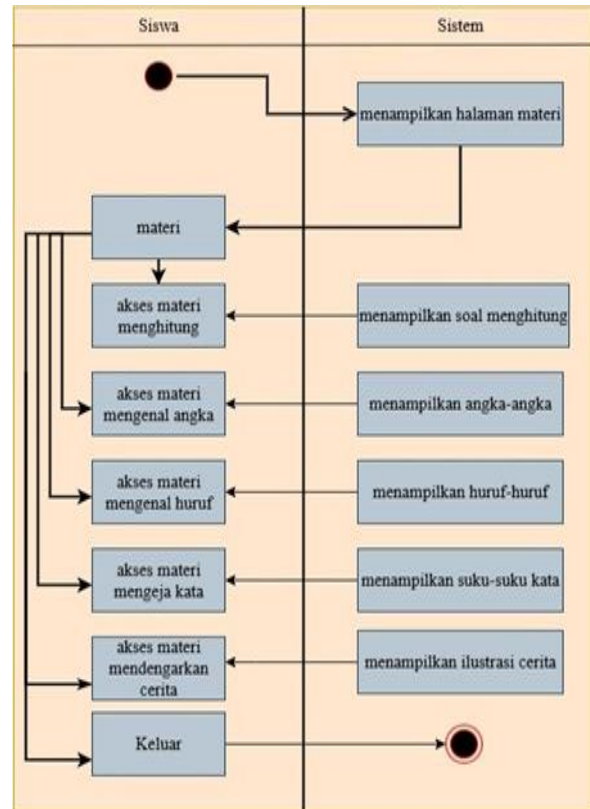 Siswa
Sistem
menampilkan halaman materi
materi
akses materi
menghitung
menampilkan soal menghitung
akses materi
mengenal angka
menampilkan angka-angka
akses materi
mengenal huruf
menampilkan huruf-huruf
akses materi
mengeja kata
menampilkan suku-suku kata
akses materi
mendengarkan
cerita
menampilkan ilustrasi cerita
Keluar